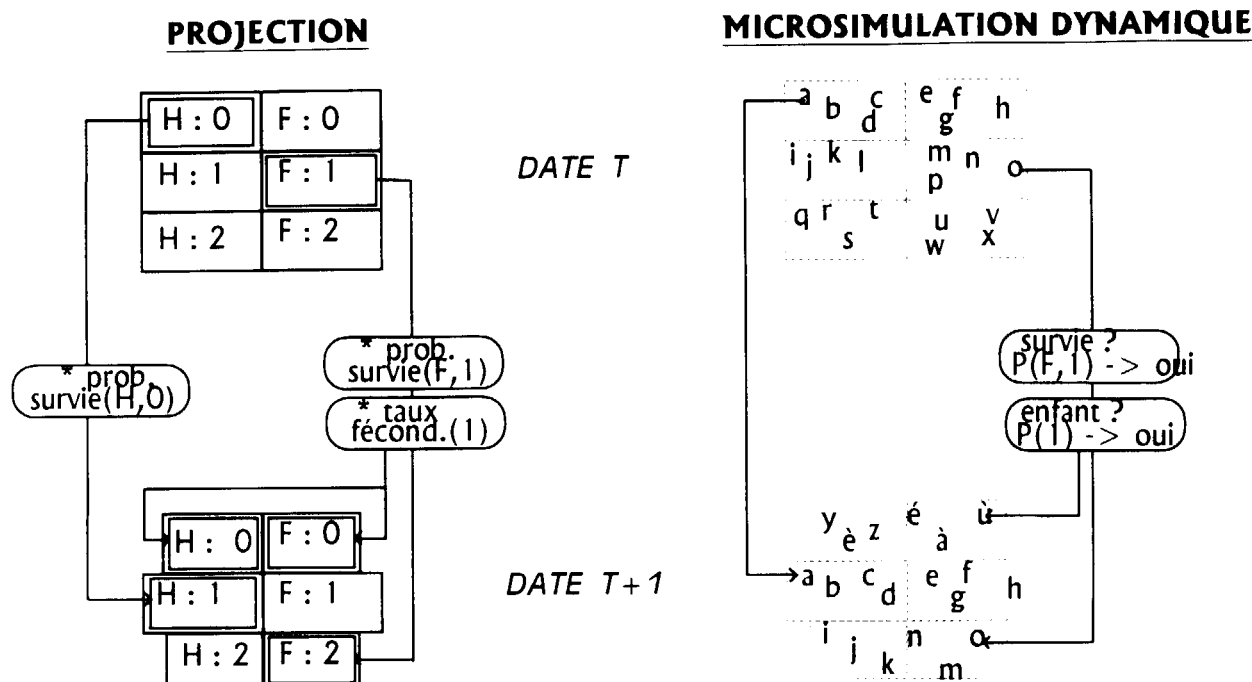 PROJECTION
MICROSIMULATION DYNAMIQUE
H : 0 F : 0
H : 1 F : 1
H : 2 F : 2
DATE T
a b c d e f g h
i j k l m n o p
q r s t u v w x
* prob.
survie(H,0)
* prob.
survie(F,1)
* taux
fécond.(1)
survie ?
P(F,1) -> oui
enfant ?
P(1) -> oui
H : 0 F : 0
H : 1 F : 1
H : 2 F : 2
DATE T+1
y è z é à ù
a b c d e f g h
i j k n m o